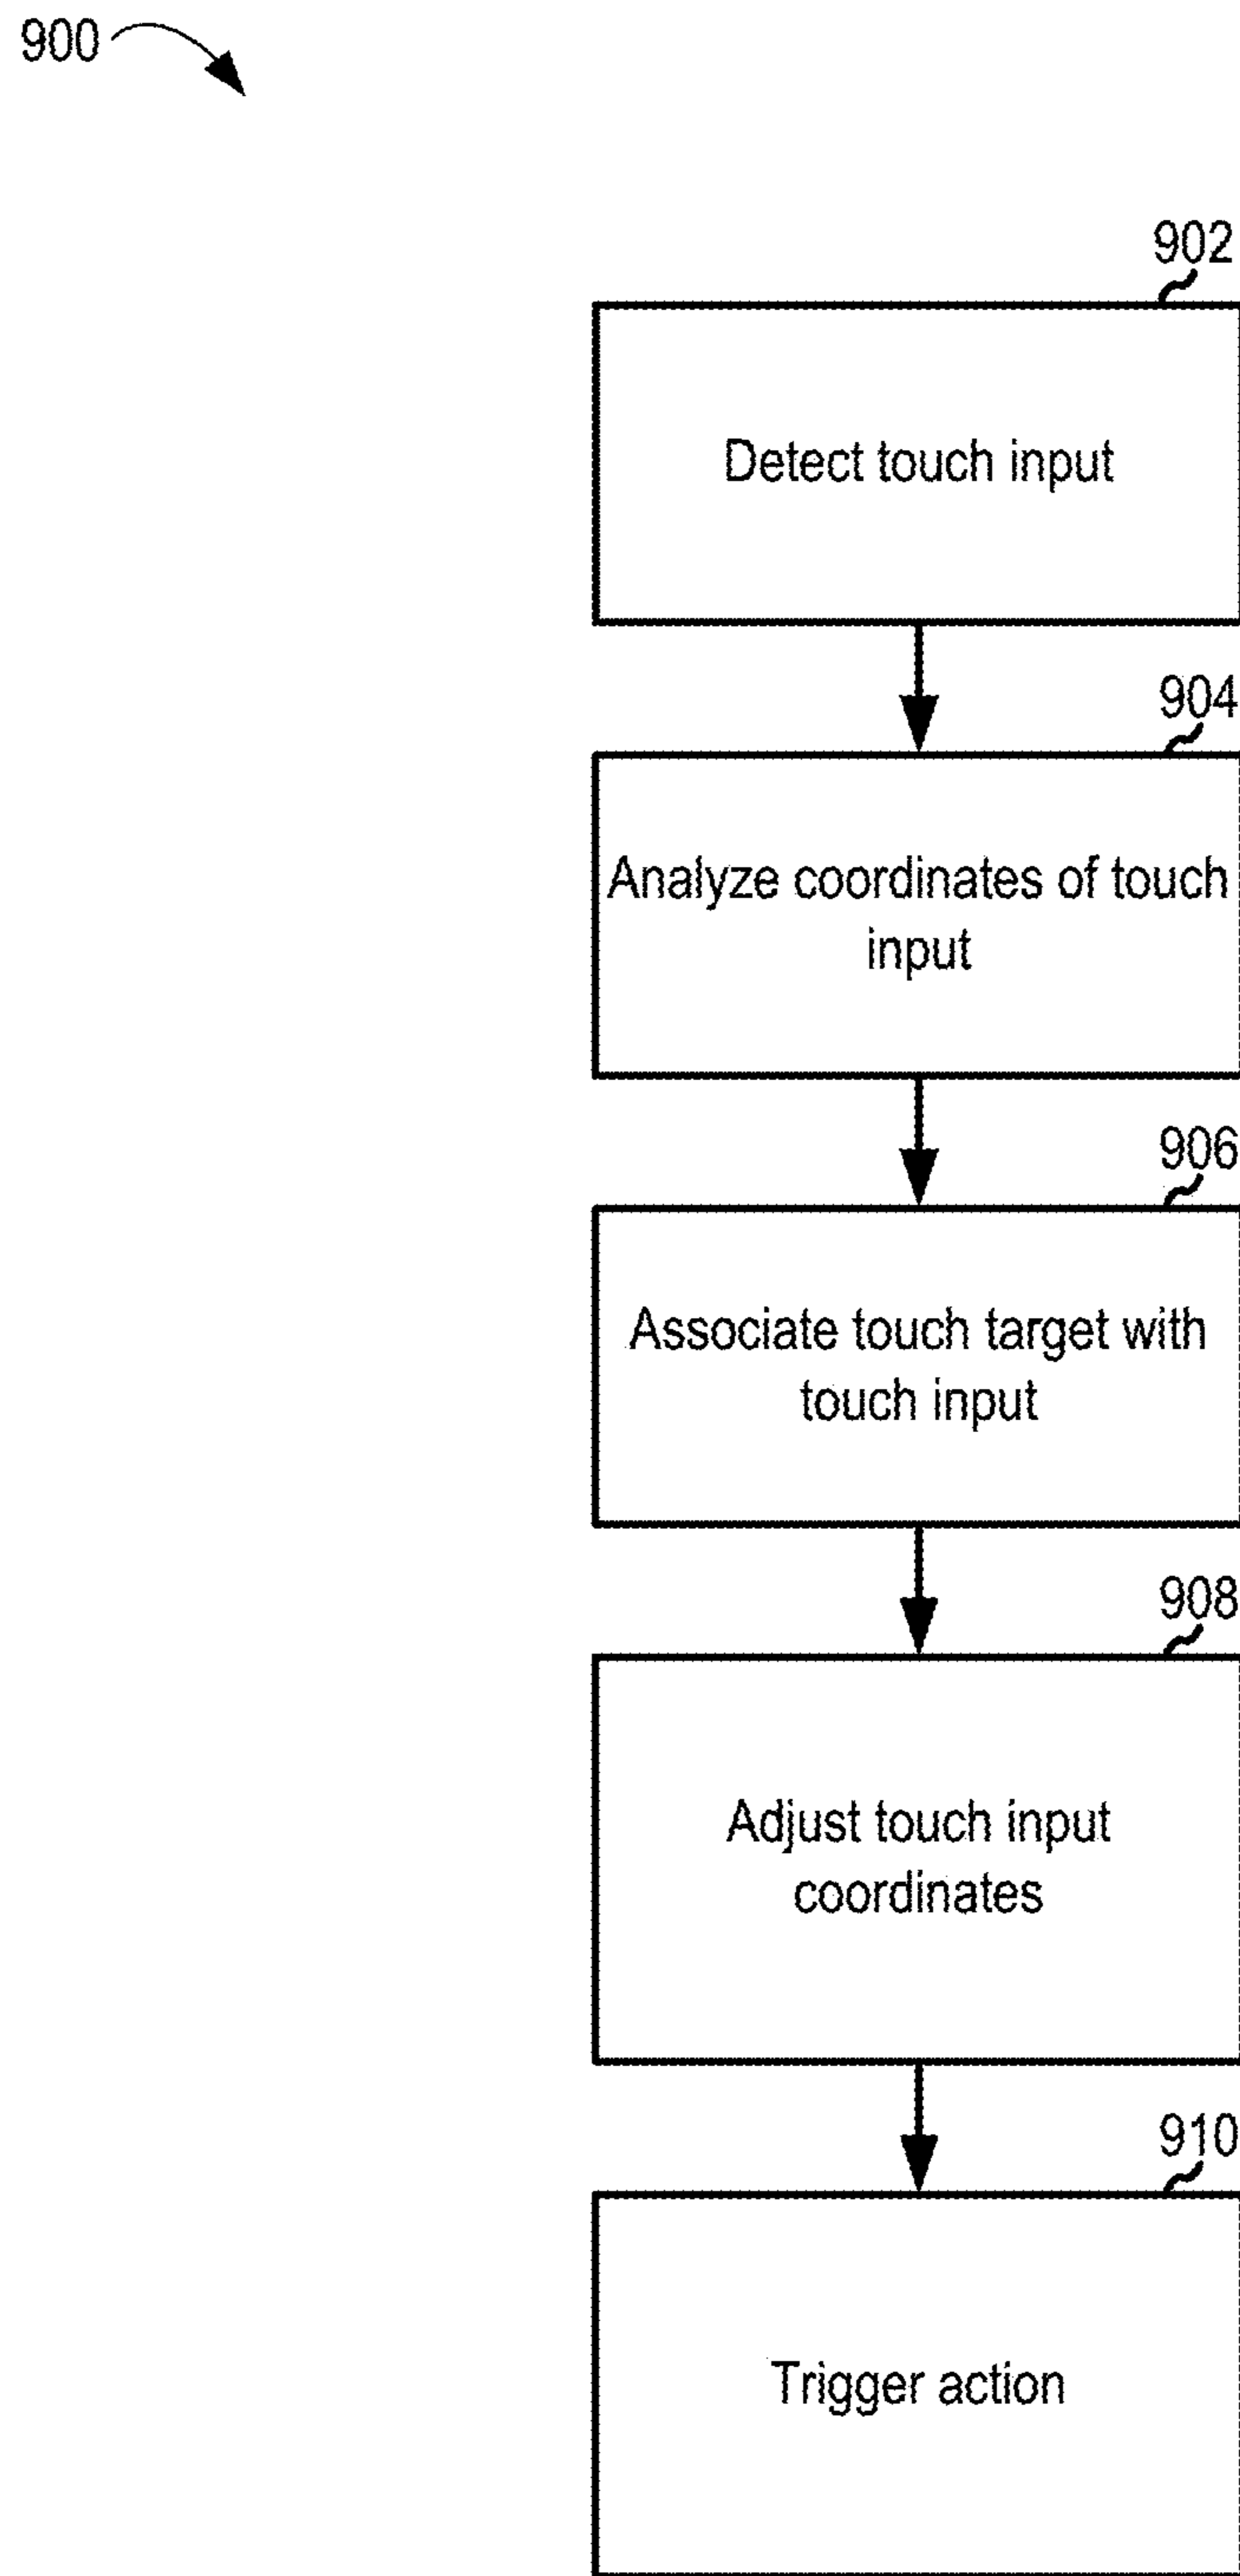 900
902
Detect touch input
904
Analyze coordinates of touch
input
906
Associate touch target with
touch input
908
Adjust touch input
coordinates
910
Trigger action